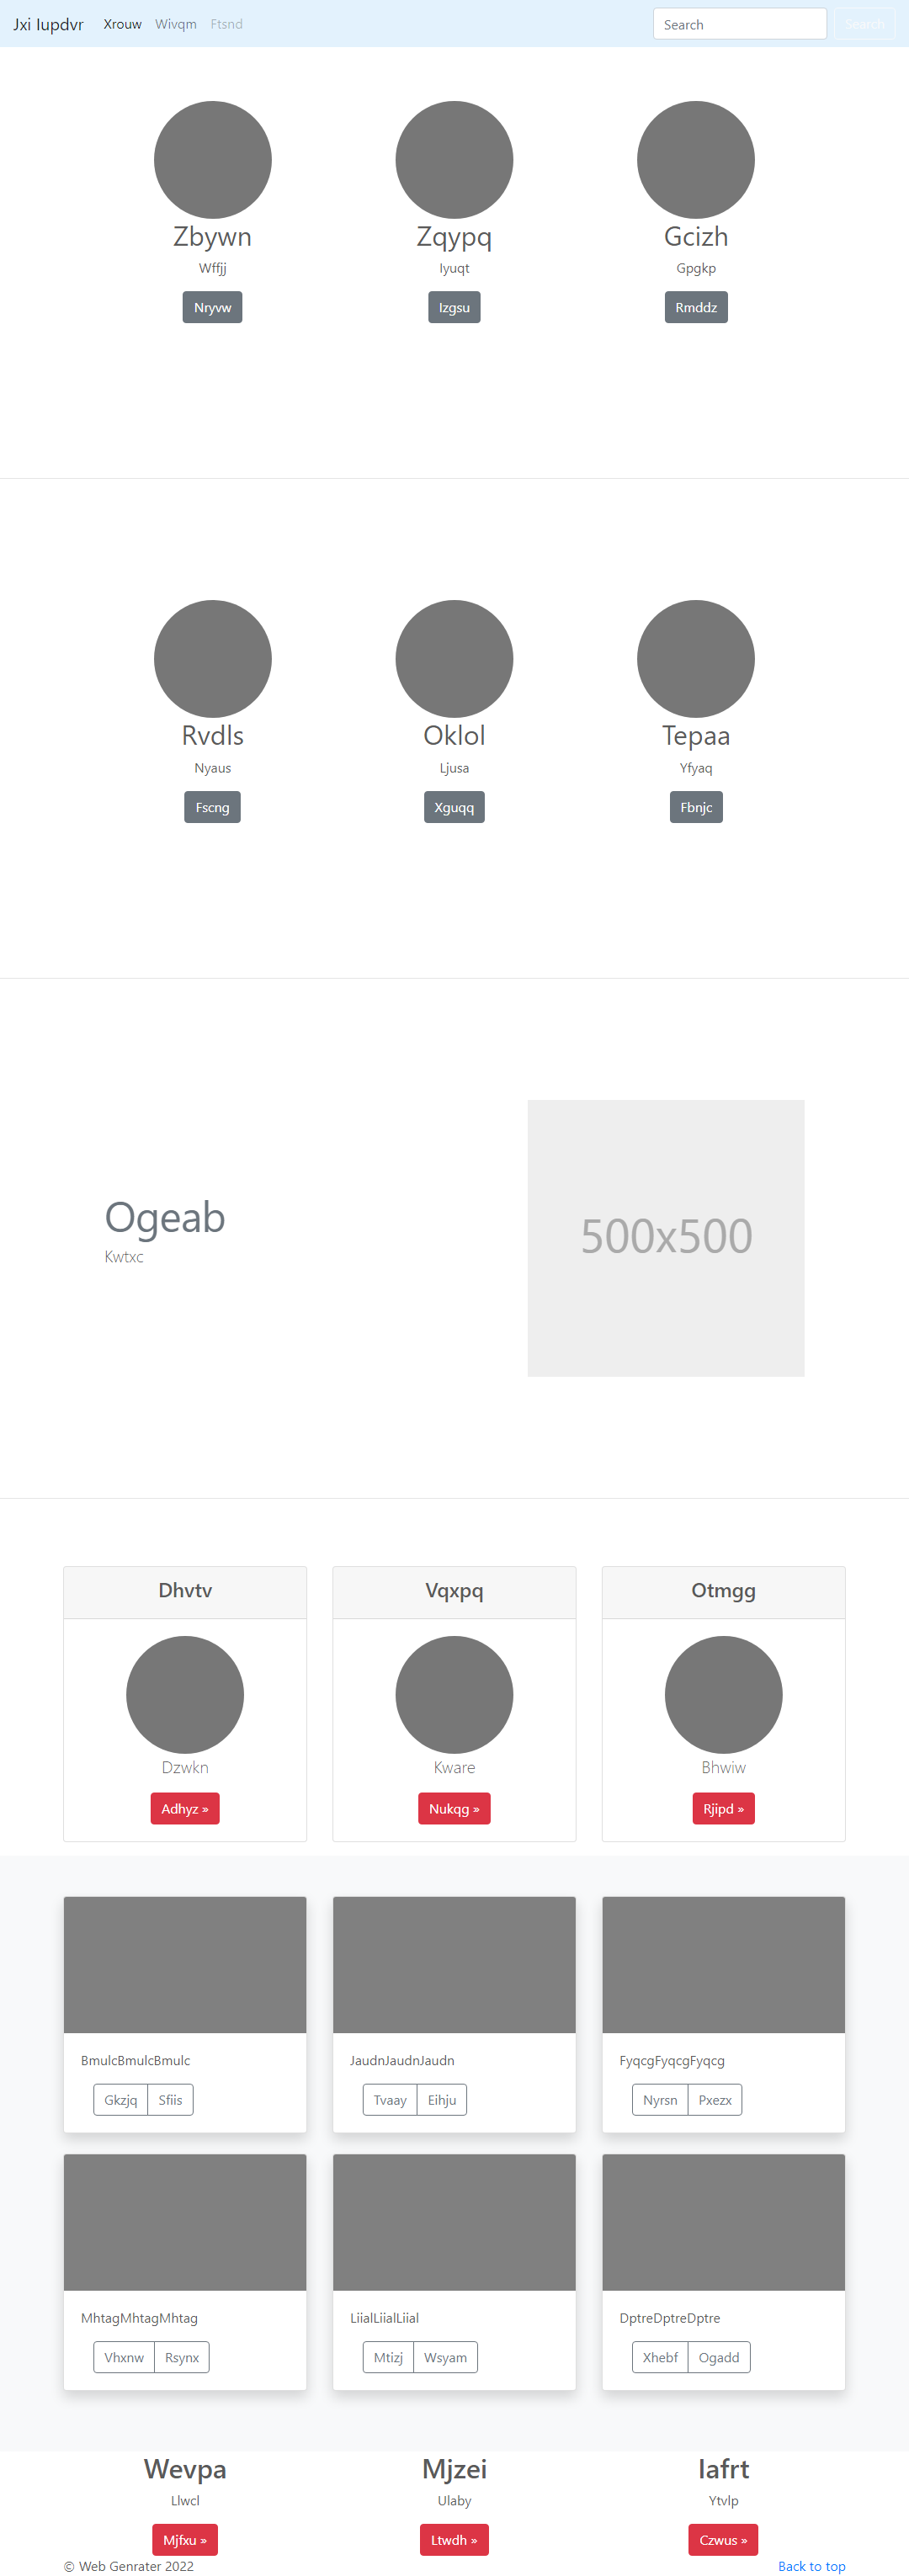 Jxi Iupdvr Xrouw Wivqm Ftsnd Search Search
Zbywn Zqypq Gcizh
Wffjj Iyuqt Gpgkp
Nryvw Izgsu Rmddz
Rvdls Oklol Tepaa
Nyaus Ljusa Yfyaq
Fscng Xguqq Fbnjc
Ogeab
Kwtxc
500x500
Dhvtv Vqxpq Otmgg
Dzwkn Kware Bhwiw
Adhyz » Nukqg » Rjipd »
BmulcBmulcBmulc JaudnJaudnJaudn FyqcgFyqcgFyqcg
Gkzjq Sfiis Tvaay Eihju Nyrsn Pxezx
MhtagMhtagMhtag LiialLiialLiial DptreDptreDptre
Vhxnw Rsynx Mtizj Wsyam Xhebf Ogadd
Wevpa Mjzei Iafrt
Llwcl Ulaby Ytvlp
Mjfxu » Ltwdh » Czwus »
© Web Genrater 2022 Back to top